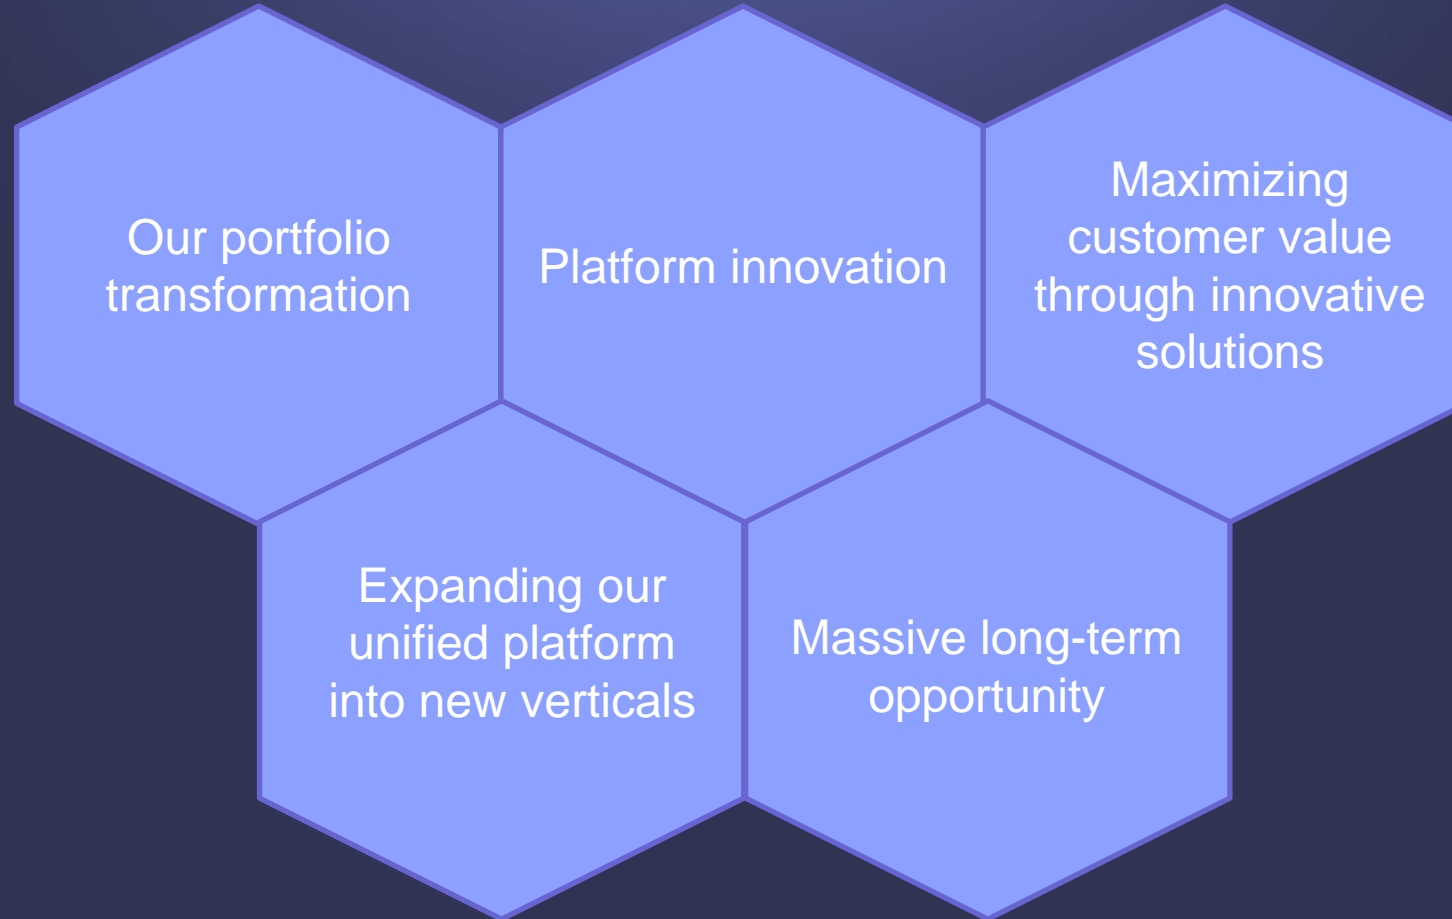 Our portfolio
transformation
Platform innovation
Maximizing
customer value
through innovative
solutions
Expanding our
unified platform
into new verticals
Massive long-term
opportunity